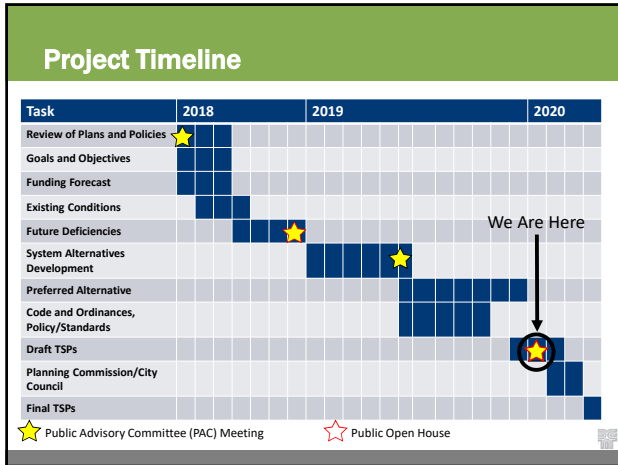 Project Timeline
Task 2018 2019 2020
Review of Plans and Policies
Goals and Objectives
Funding Forecast
Existing Conditions
Future Deficiencies
We Are Here
System Alternatives
Development
Preferred Alternative
Code and Ordinances,
Policy/Standards
Draft TSPs
Planning Commission/City
Council
Final TSPs
Public Advisory Committee (PAC) Meeting
Public Open House